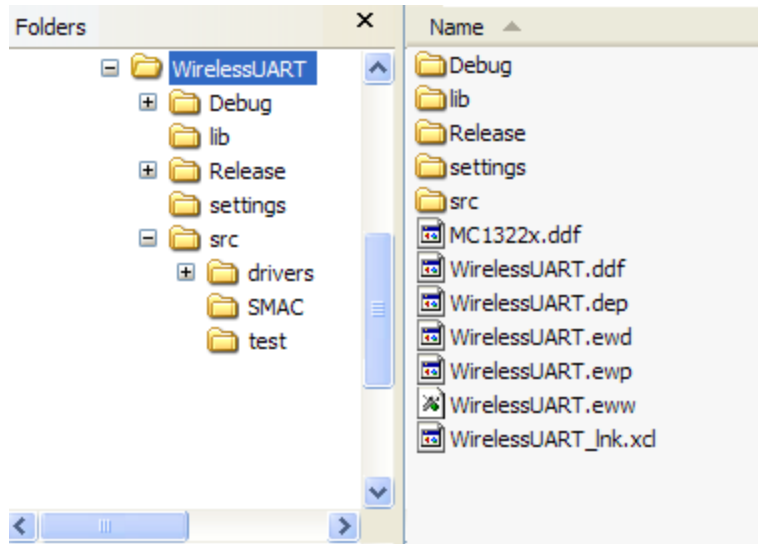 Folders
WirelessUART
Debug
lib
Release
settings
src
drivers
SMAC
test
Name
Debug
lib
Release
settings
src
MC1322x.ddf
WirelessUART.ddf
WirelessUART.dep
WirelessUART.ewd
WirelessUART.ewp
WirelessUART.eww
WirelessUART_lnk.xcl